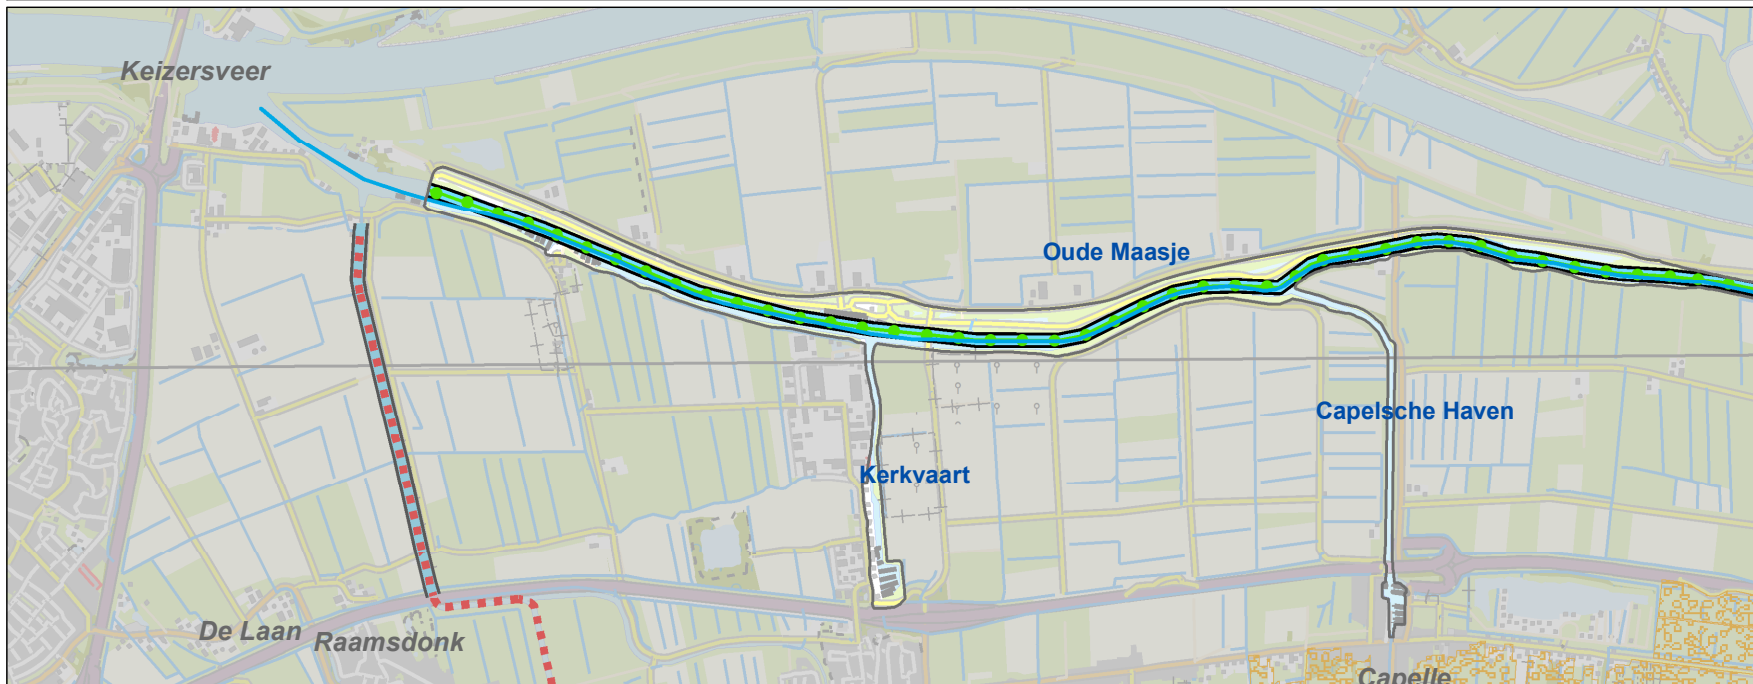 Keizersveer
Oude Maasje
Capelsche Haven
Kerkvaart
De Laan
Raamsdonk
Capelle